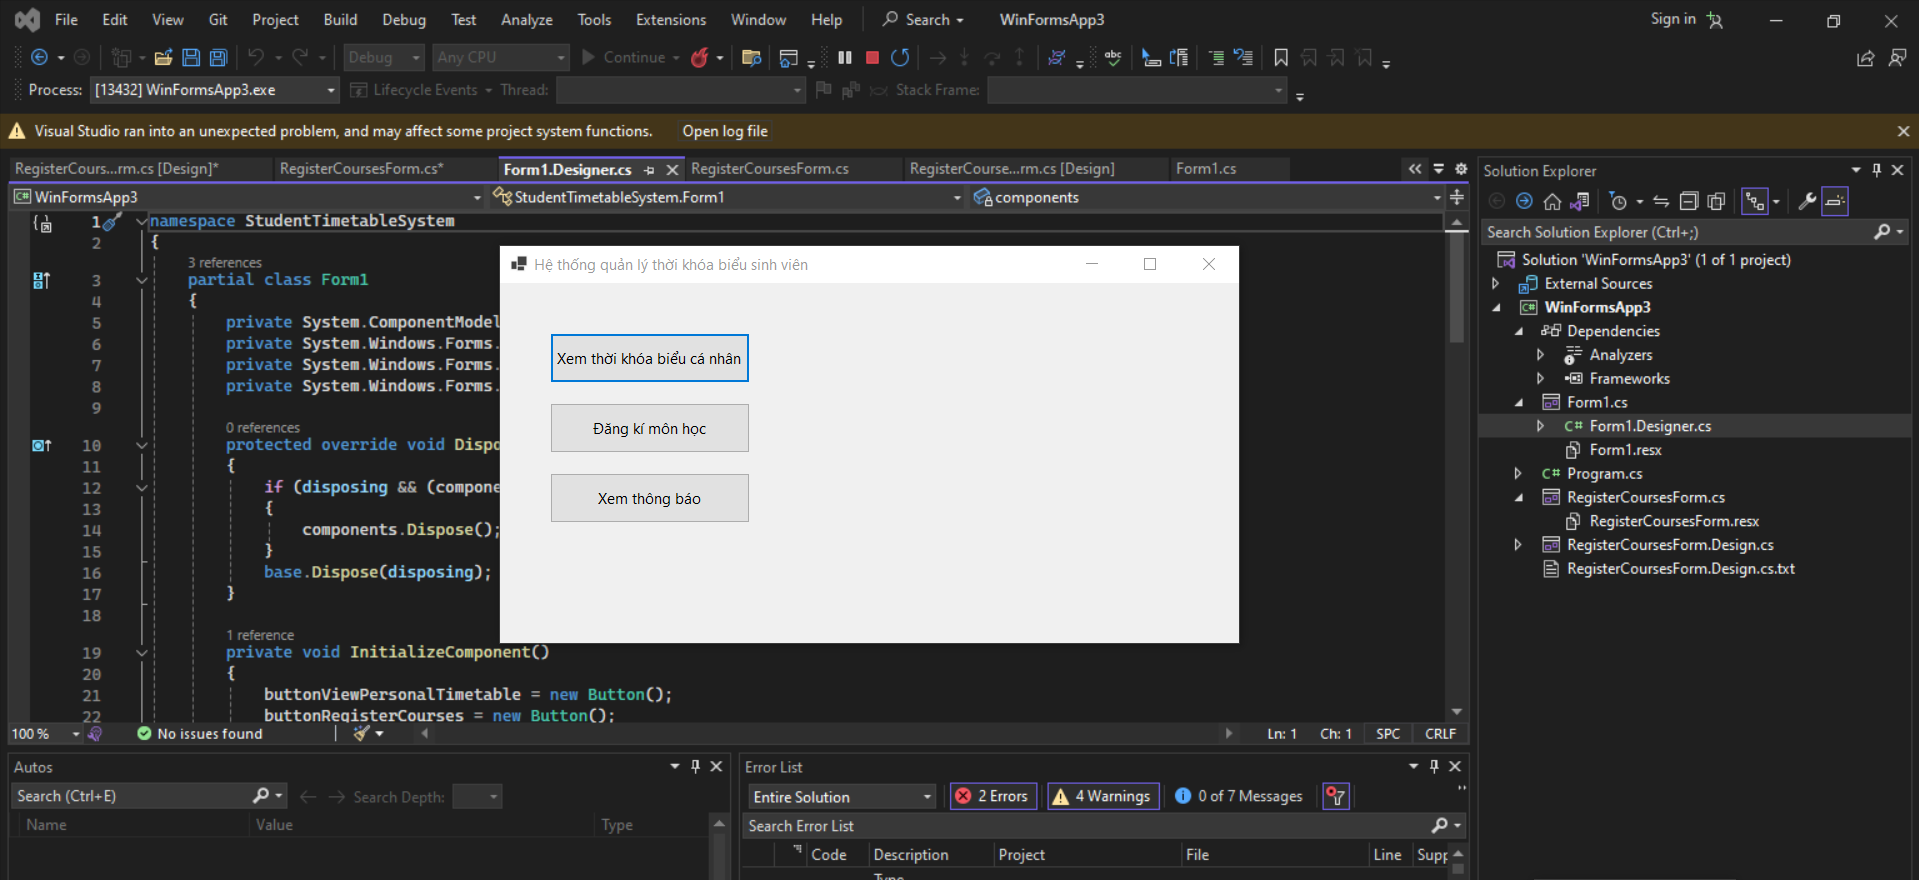 File Edit View Git Project Build Debug Test Analyze Tools Extensions Window Help Search WinFormsApp3 Sign in
Debug Any CPU Continue
Process: [13432] WinFormsApp3.exe Lifecycle Events Thread: Stack Frame:
Visual Studio ran into an unexpected problem, and may affect some project system functions. Open log file
RegisterCours...rm.cs [Design]* RegisterCoursesForm.cs* Form1.Designer.cs RegisterCoursesForm.cs RegisterCourse...rm.cs [Design] Form1.cs
WinFormsApp3 StudentTimetableSystem.Form1 components
1 namespace StudentTimetableSystem
2 {
3 references
3 partial class Form1
4 {
5 private System.ComponentModel
6 private System.Windows.Forms.
7 private System.Windows.Forms.
8 private System.Windows.Forms.
9
0 references
10 protected override void Dispo
11 {
12 if (disposing && (compone
13 {
14 components.Dispose();
15 }
16 base.Dispose(disposing);
17 }
18
1 reference
19 private void InitializeComponent()
20 {
21 buttonViewPersonalTimetable = new Button();
22 buttonRegisterCourses = new Button();
Hệ thống quản lý thời khóa biểu sinh viên
Xem thời khóa biểu cá nhân
Đăng kí môn học
Xem thông báo
100 % No issues found Ln: 1 Ch: 1 SPC CRLF
Autos
Search (Ctrl+E) Search Depth:
Name Value Type
Error List
Entire Solution 2 Errors 4 Warnings 0 of 7 Messages
Search Error List
Code Description Project File Line Supp
Type
Solution Explorer
Search Solution Explorer (Ctrl+;)
Solution 'WinFormsApp3' (1 of 1 project)
External Sources
WinFormsApp3
Dependencies
Analyzers
Frameworks
Form1.cs
Form1.Designer.cs
Form1.resx
Program.cs
RegisterCoursesForm.cs
RegisterCoursesForm.resx
RegisterCoursesForm.Design.cs
RegisterCoursesForm.Design.cs.txt